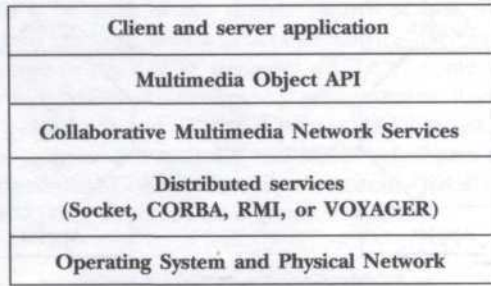 Client and server application
Multimedia Object API
Collaborative Multimedia Network Services
Distributed services
(Socket, CORBA, RMI, or VOYAGER)
Operating System and Physical Network